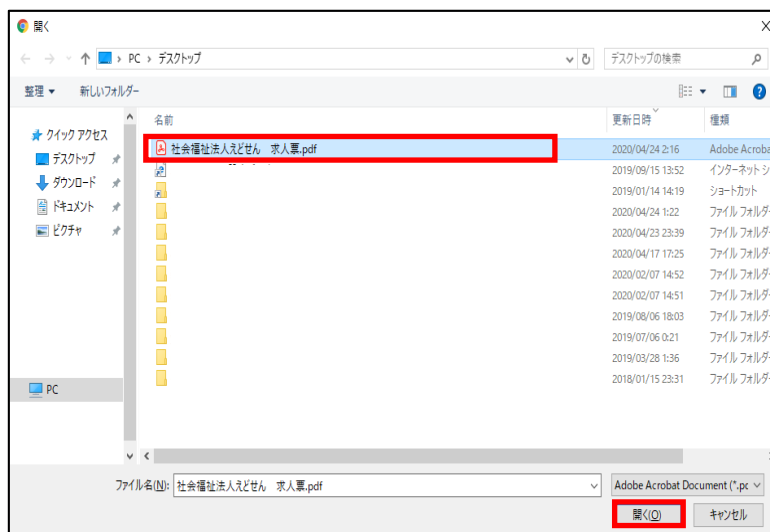 開く
PC › デスクトップ
デスクトップの検索
整理
新しいフォルダー
名前
更新日時
種類
クイック アクセス
デスクトップ
ダウンロード
ドキュメント
ピクチャ
PC
社会福祉法人えどせん 求人票.pdf
2020/04/24 2:16
Adobe Acroba
2019/09/15 13:52
インターネット シ
2019/01/14 14:19
ショートカット
2020/04/24 1:22
ファイル フォルダー
2020/04/23 23:39
ファイル フォルダー
2020/04/17 17:25
ファイル フォルダー
2020/02/07 14:52
ファイル フォルダー
2020/02/07 14:51
ファイル フォルダー
2019/08/06 18:03
ファイル フォルダー
2019/07/06 0:21
ファイル フォルダー
2019/03/28 1:36
ファイル フォルダー
2018/01/15 23:31
ファイル フォルダー
ファイル名(N):
社会福祉法人えどせん 求人票.pdf
Adobe Acrobat Document (*.pc
開く(O)
キャンセル